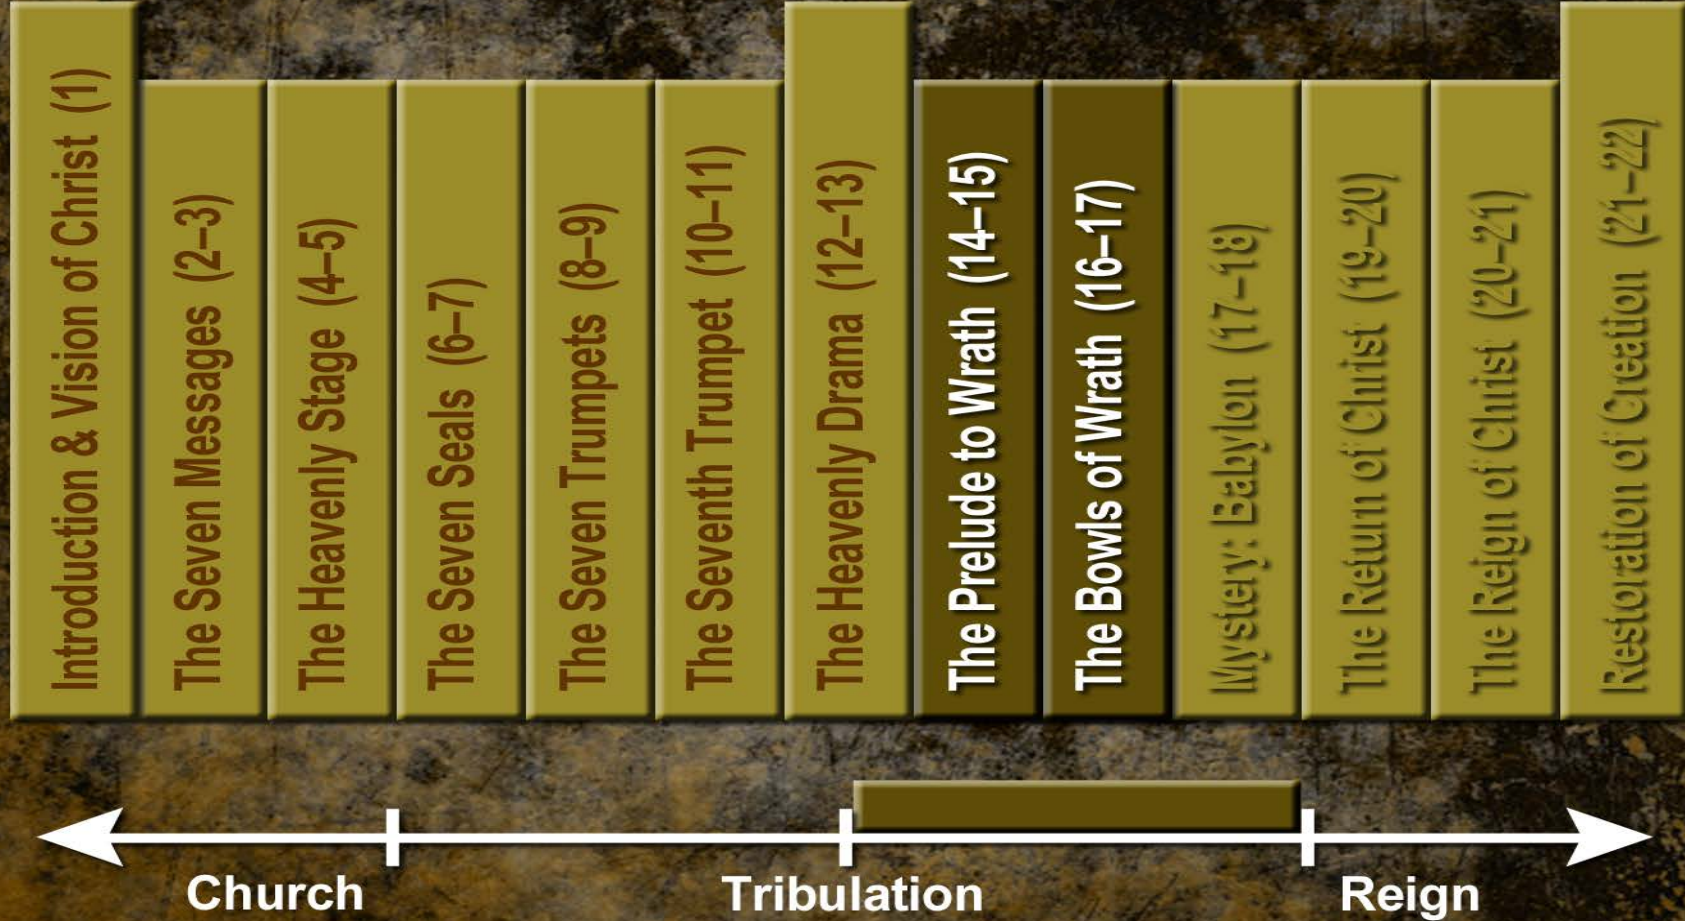 Introduction & Vision of Christ (1)
The Seven Messages (2–3)
The Heavenly Stage (4–5)
The Seven Seals (6–7)
The Seven Trumpets (8–9)
The Seventh Trumpet (10–11)
The Heavenly Drama (12–13)
The Prelude to Wrath (14–15)
The Bowls of Wrath (16–17)
Mystery: Babylon (17–18)
The Return of Christ (19–20)
The Reign of Christ (20–21)
Restoration of Creation (21–22)
Church
Tribulation
Reign